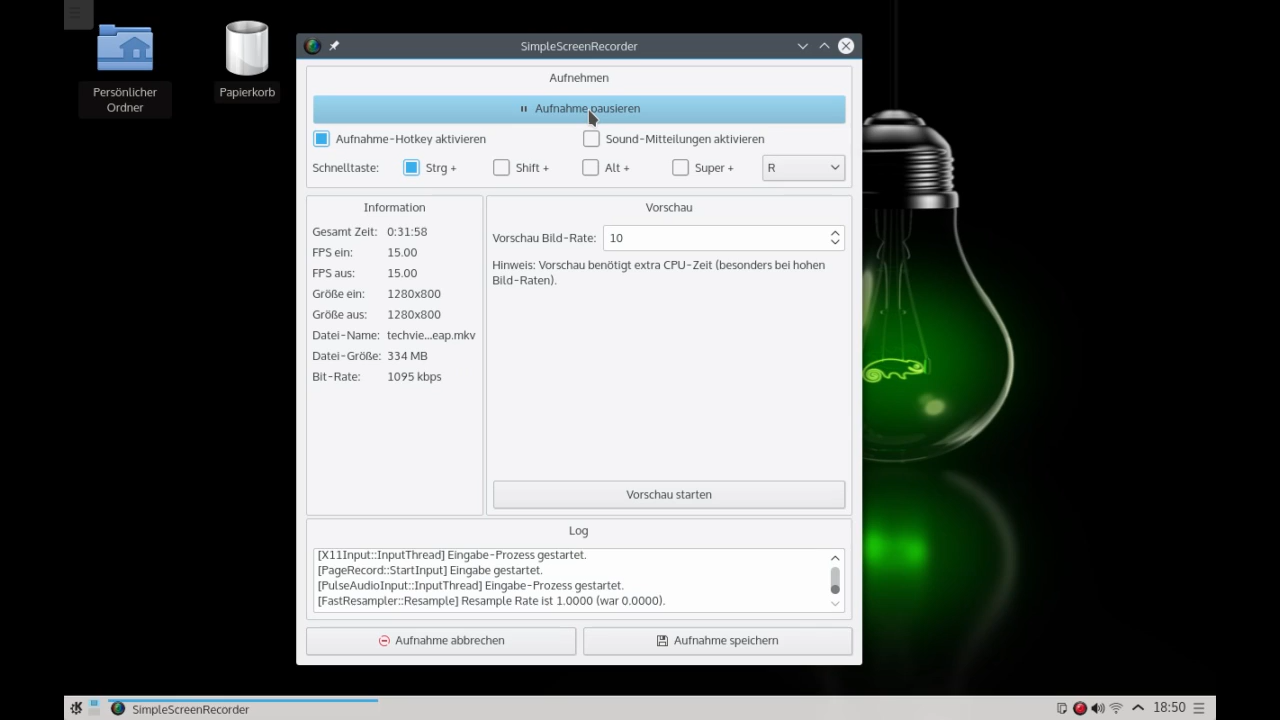 Persönlicher
Ordner
Papierkorb
SimpleScreenRecorder
Aufnehmen
Aufnahme pausieren
Aufnahme-Hotkey aktivieren
Sound-Mitteilungen aktivieren
Schnelltaste:
Strg +
Shift +
Alt +
Super +
R
Information
Gesamt Zeit: 0:31:58
FPS ein: 15.00
FPS aus: 15.00
Größe ein: 1280x800
Größe aus: 1280x800
Datei-Name: techvie...eap.mkv
Datei-Größe: 334 MB
Bit-Rate: 1095 kbps
Vorschau
Vorschau Bild-Rate: 10
Hinweis: Vorschau benötigt extra CPU-Zeit (besonders bei hohen
Bild-Raten).
Vorschau starten
Log
[X11Input::InputThread] Eingabe-Prozess gestartet.
[PageRecord::StartInput] Eingabe gestartet.
[PulseAudioInput::InputThread] Eingabe-Prozess gestartet.
[FastResampler::Resample] Resample Rate ist 1.0000 (war 0.0000).
Aufnahme abbrechen
Aufnahme speichern
SimpleScreenRecorder
18:50